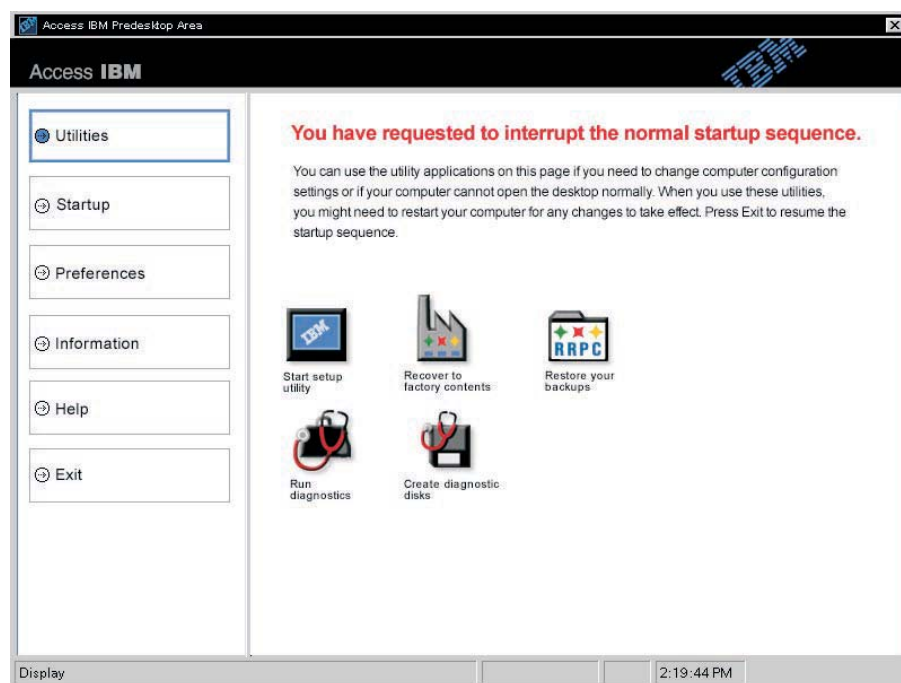 Access IBM Predesktop Area
Access IBM
IBM
Utilities
Startup
Preferences
Information
Help
Exit
You have requested to interrupt the normal startup sequence.
You can use the utility applications on this page if you need to change computer configuration
settings or if your computer cannot open the desktop normally. When you use these utilities,
you might need to restart your computer for any changes to take effect. Press Exit to resume the
startup sequence.
IBM
Start setup
utility
Recover to
factory contents
RRPC
Restore your
backups
Run
diagnostics
Create diagnostic
disks
Display
2:19:44 PM